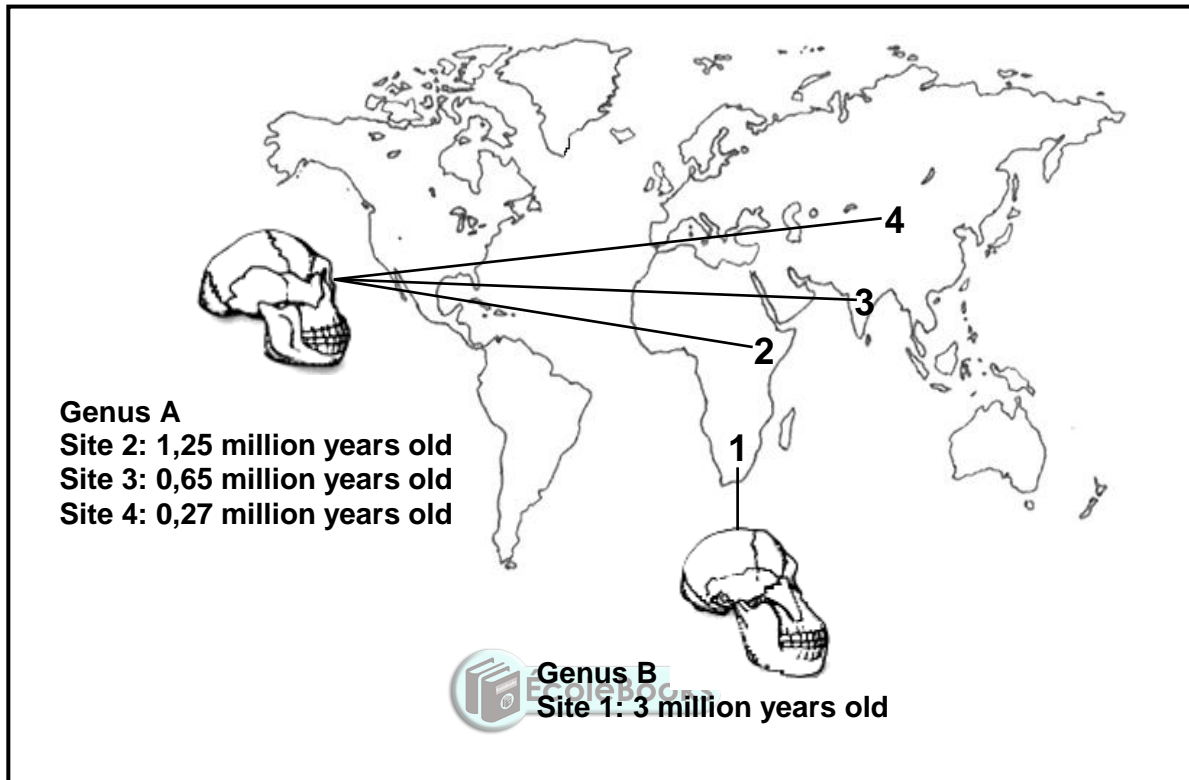 4
3
2
Genus A
Site 2: 1,25 million years old
Site 3: 0,65 million years old
Site 4: 0,27 million years old
1
Genus B
ÉcoleBooks
Site 1: 3 million years old